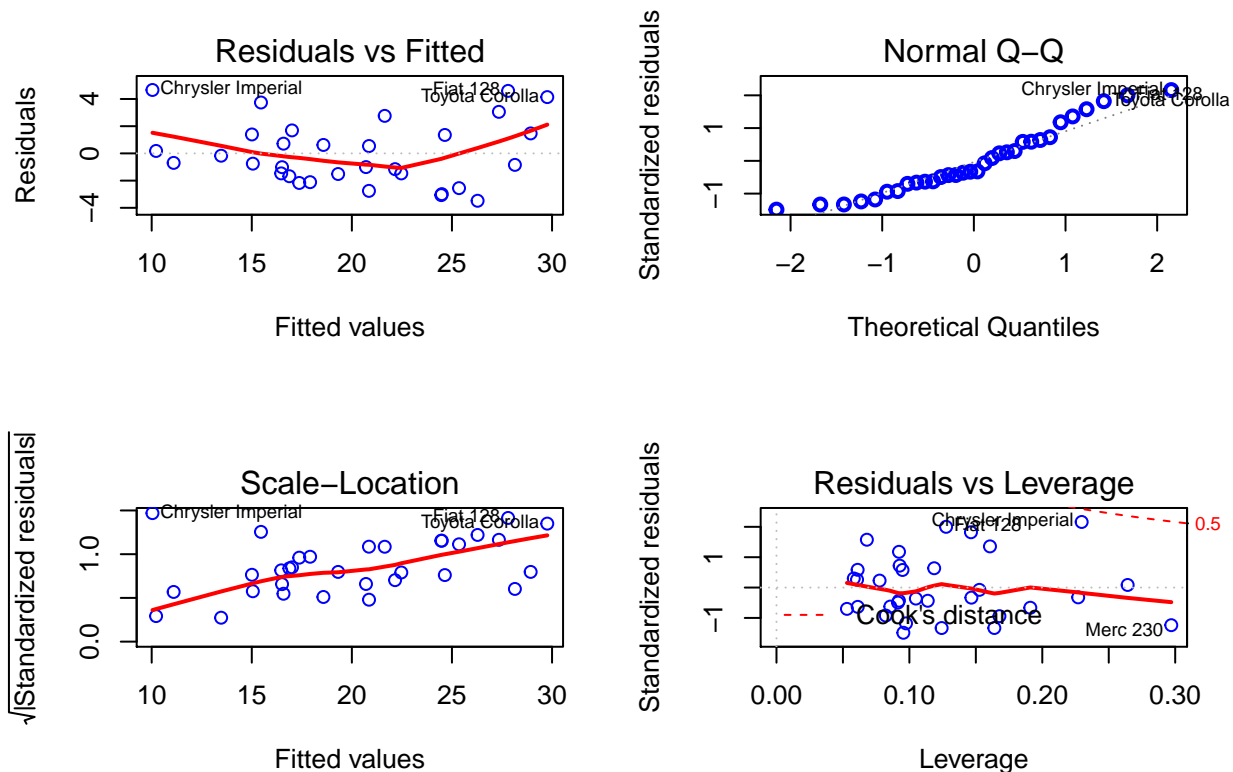 Residuals vs Fitted
Residuals
4
0
−4
Chrysler Imperial
Fiat 128
Toyota Corolla
10 15 20 25 30
Fitted values
Normal Q−Q
Standardized residuals
1
−1
Chrysler Imperial
Fiat 128
Toyota Corolla
−2 −1 0 1 2
Theoretical Quantiles
Scale−Location
√|Standardized residuals|
1.0
0.0
Chrysler Imperial
Fiat 128
Toyota Corolla
10 15 20 25 30
Fitted values
Residuals vs Leverage
Standardized residuals
1
−1
Chrysler Imperial
Fiat 128
0.5
Cook's distance
Merc 230
0.00 0.10 0.20 0.30
Leverage